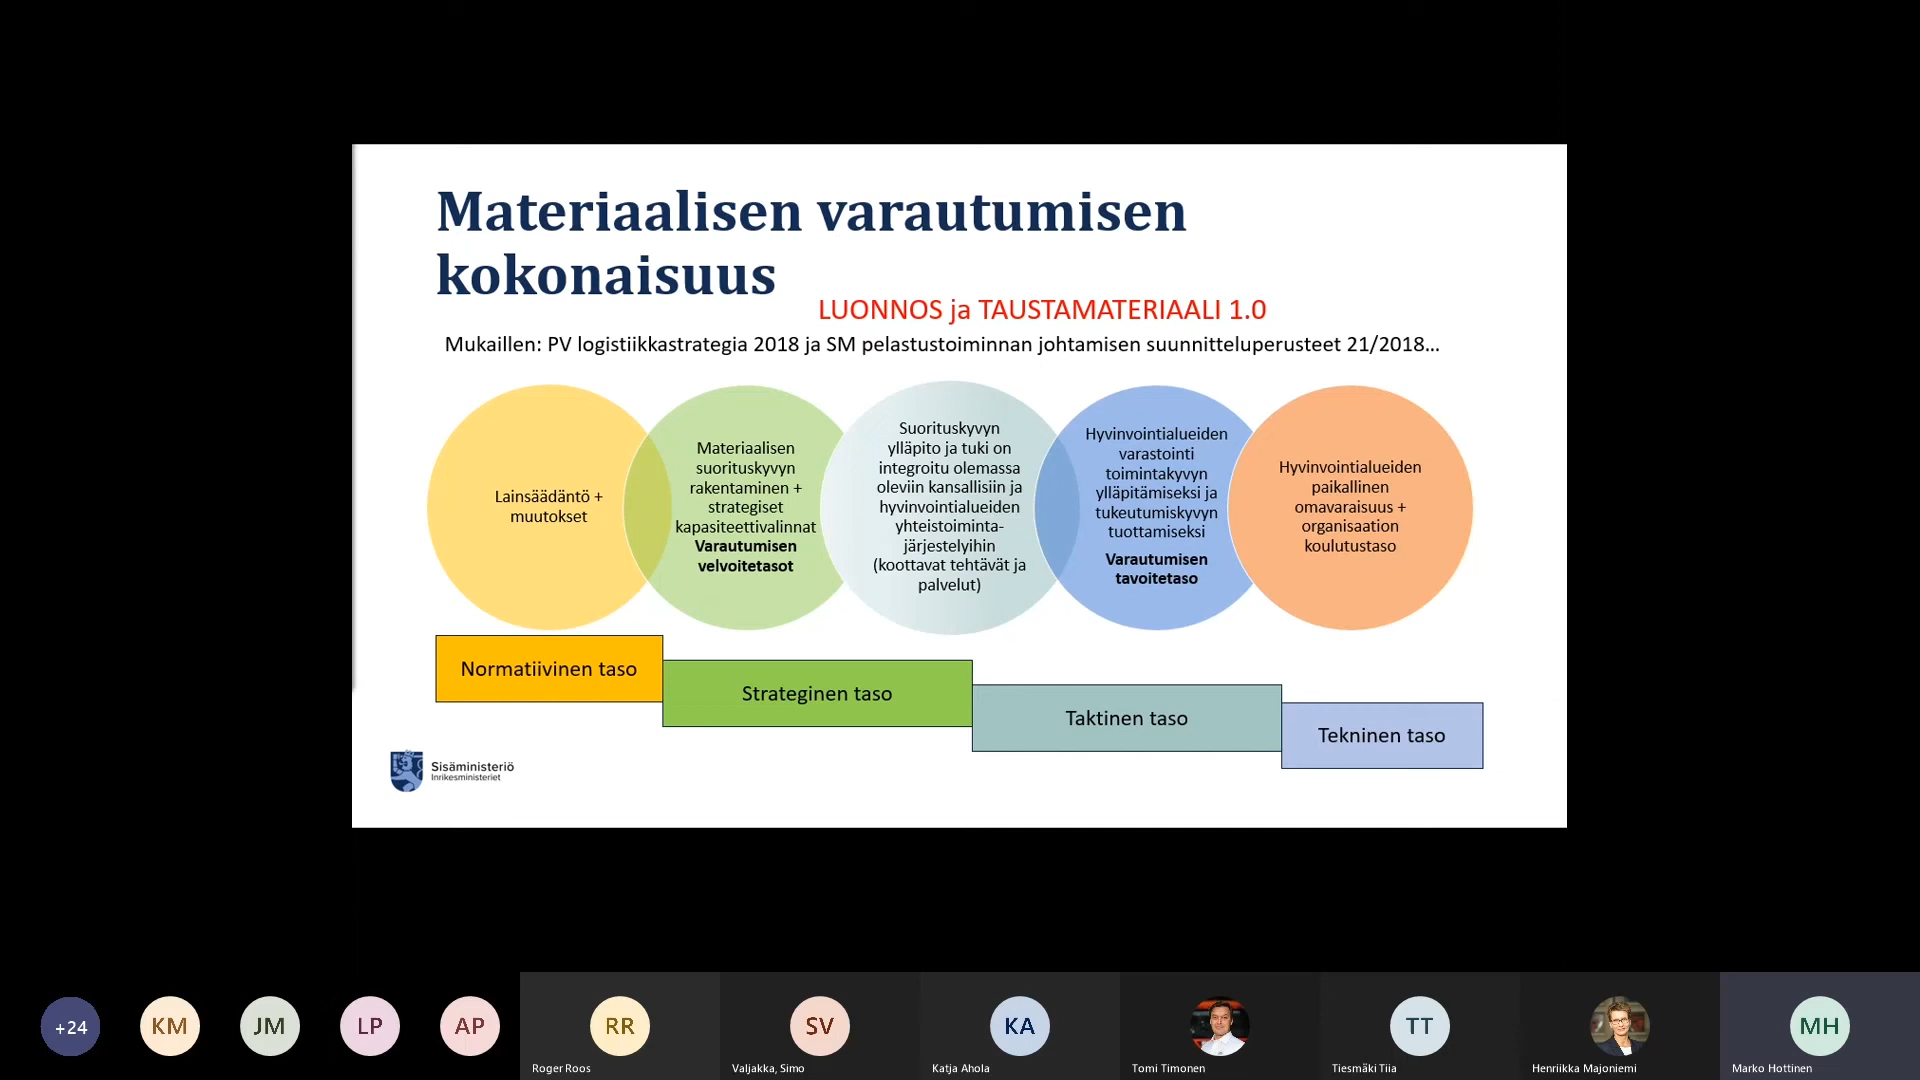 Materiaalisen varautumisen
kokonaisuus
LUONNOS ja TAUSTAMATERIAALI 1.0
Mukaillen: PV logistiikkastrategia 2018 ja SM pelastustoiminnan johtamisen suunnitteluperusteet 21/2018...
Lainsäädäntö +
muutokset
Materiaalisen
suorituskyvyn
rakentaminen +
strategiset
kapasiteettivalinnat
Varautumisen
velvoitetasot
Suorituskyvyn
ylläpito ja tuki on
integroitu olemassa
oleviin kansallisiin ja
hyvinvointialueiden
yhteistoiminta-
järjestelyihin
(koottavat tehtävät ja
palvelut)
Hyvinvointialueiden
varastointi
toimintakyvyn
ylläpitämiseksi ja
tukeutumiskyvyn
tuottamiseksi
Varautumisen
tavoitetaso
Hyvinvointialueiden
paikallinen
omavaraisuus +
organisaation
koulutustaso
Normatiivinen taso
Strateginen taso
Taktinen taso
Tekninen taso
Sisäministeriö
Inrikesministeriet
+24
KM
JM
LP
AP
RR
Roger Roos
SV
Valjakka, Simo
KA
Katja Ahola
Tomi Timonen
TT
Tiesmäki Tiia
Henriikka Majoniemi
MH
Marko Hottinen